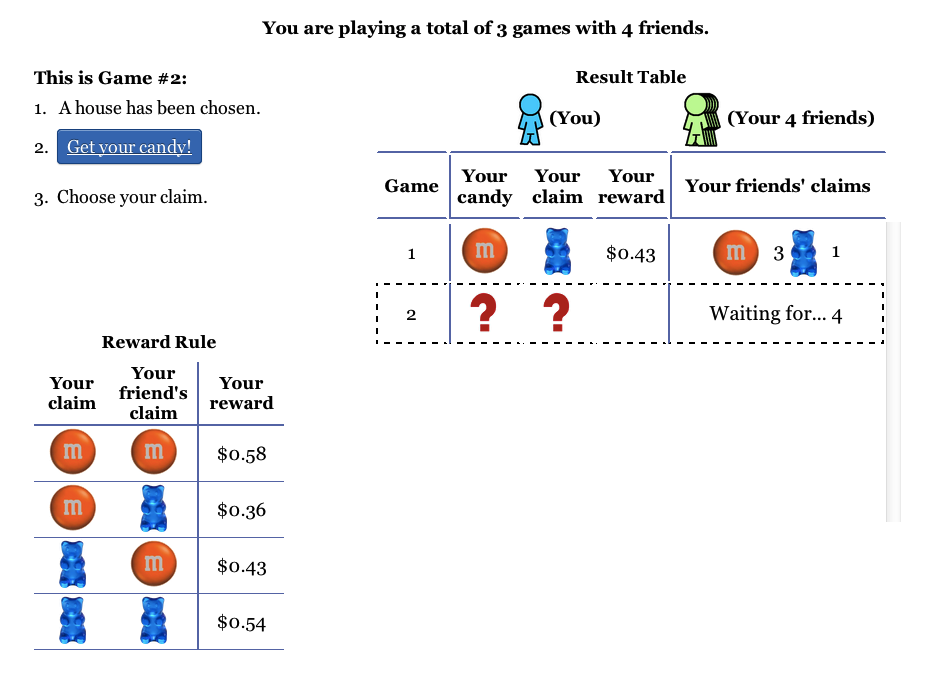 You are playing a total of 3 games with 4 friends.
This is Game #2:
1. A house has been chosen.
2. Get your candy!
3. Choose your claim.
Result Table
(You)
(Your 4 friends)
Game
Your candy
Your claim
Your reward
Your friends' claims
1 m $0.43 m 3 1
2 ? ? Waiting for... 4
Reward Rule
Your claim
Your friend's claim
Your reward
m m $0.58
m $0.36
m $0.43
$0.54